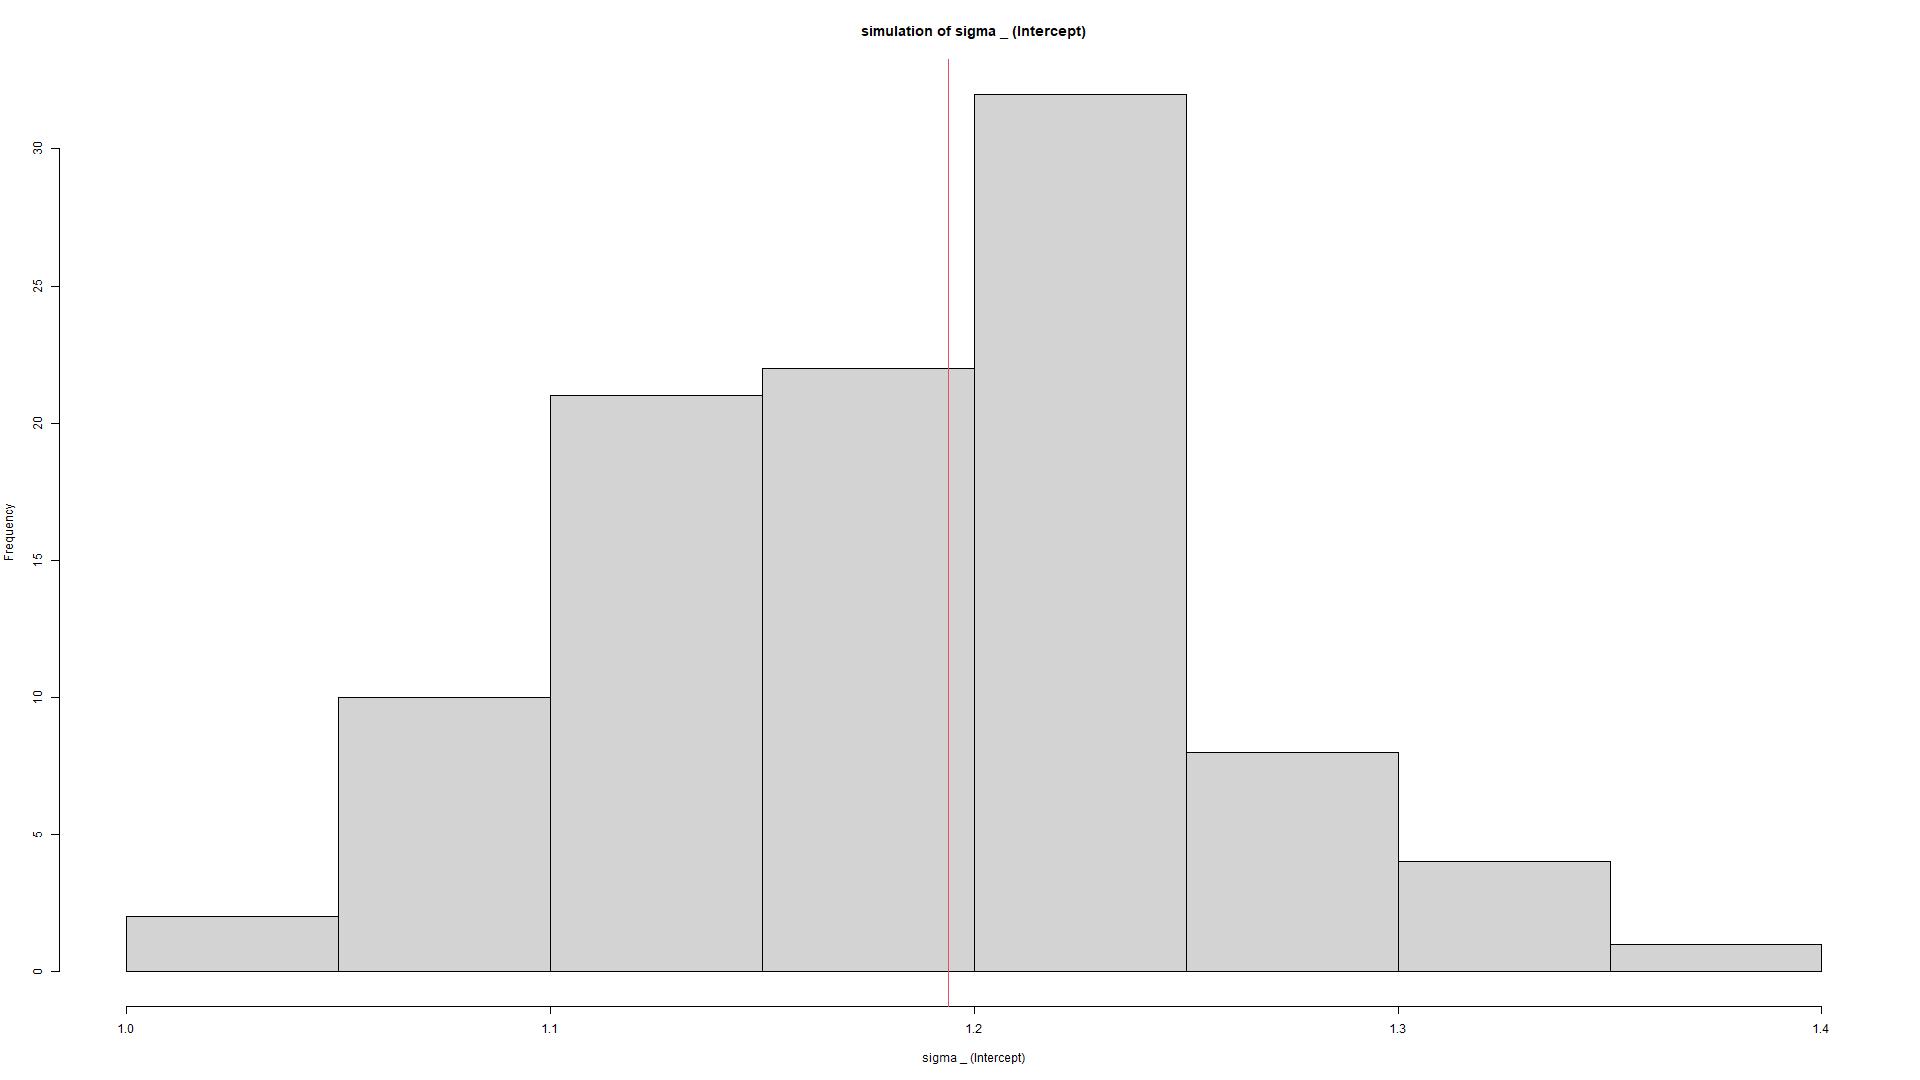 simulation of sigma _ (Intercept)
Frequency
30
25
20
15
10
5
0
1.0 1.1 1.2 1.3 1.4
sigma _ (Intercept)